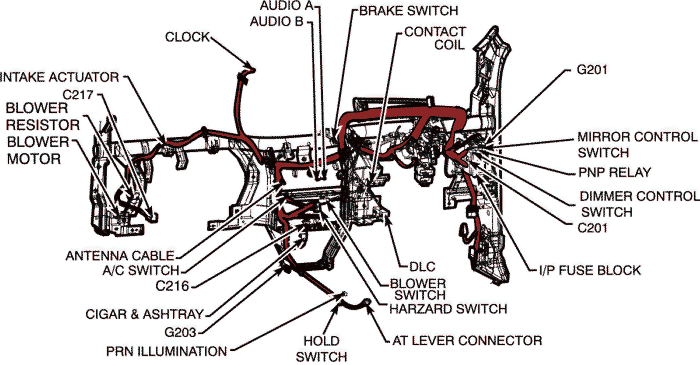 AUDIO A
AUDIO B
BRAKE SWITCH
CLOCK
CONTACT
COIL
INTAKE ACTUATOR
C217
BLOWER
RESISTOR
BLOWER
MOTOR
G201
MIRROR CONTROL
SWITCH
PNP RELAY
DIMMER CONTROL
SWITCH
C201
I/P FUSE BLOCK
ANTENNA CABLE
A/C SWITCH
C216
CIGAR & ASHTRAY
G203
PRN ILLUMINATION
DLC
BLOWER
SWITCH
HARZARD SWITCH
HOLD
SWITCH
AT LEVER CONNECTOR